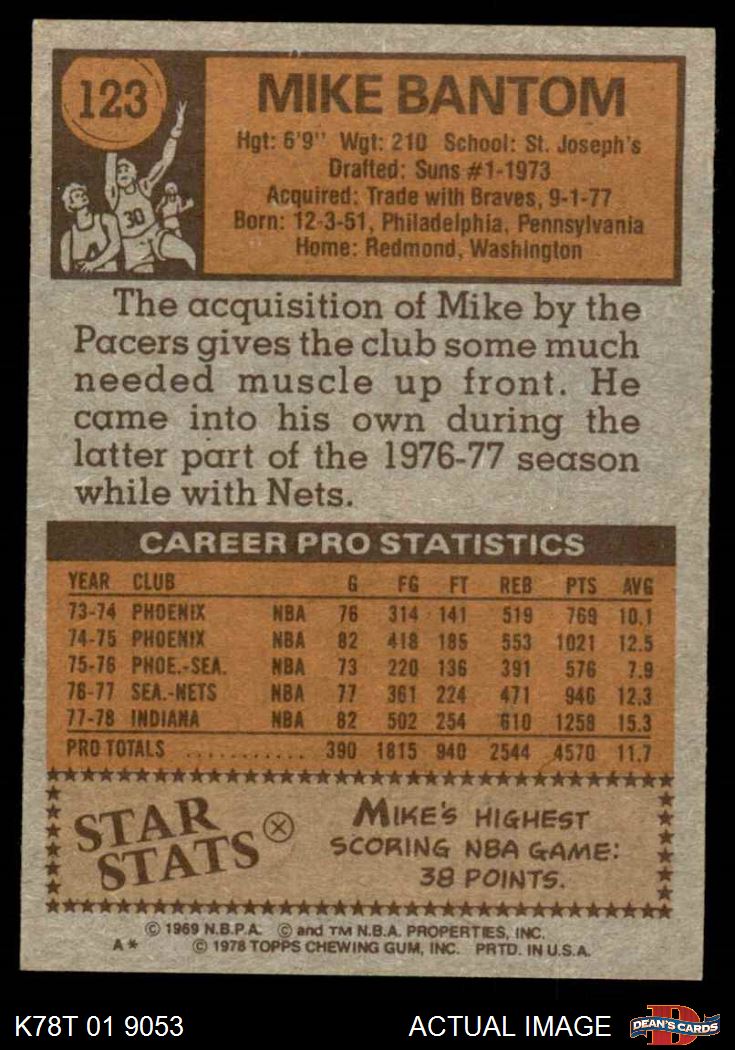 123
30
MIKE BANTOM
Hgt: 6'9" Wgt: 210 School: St. Joseph's
Drafted: Suns #1-1973
Acquired: Trade with Braves, 9-1-77
Born: 12-3-51, Philadelphia, Pennsylvania
Home: Redmond, Washington
The acquisition of Mike by the
Pacers gives the club some much
needed muscle up front. He
came into his own during the
latter part of the 1976-77 season
while with Nets.
CAREER PRO STATISTICS
YEAR CLUB G FG FT REB PTS AVG
73-74 PHOENIX NBA 76 314 141 519 769 10.1
74-75 PHOENIX NBA 82 418 185 553 1021 12.5
75-76 PHOE.-SEA. NBA 73 220 136 391 576 7.9
76-77 SEA.-NETS NBA 77 361 224 471 946 12.3
77-78 INDIANA NBA 82 502 254 610 1258 15.3
PRO TOTALS ........... 390 1815 940 2544 4570 11.7
STAR STATS
MIKE'S HIGHEST
SCORING NBA GAME:
38 POINTS.
© 1969 N.B.P.A. © and TM N.B.A. PROPERTIES, INC.
A* © 1978 TOPPS CHEWING GUM, INC. PRTD. IN U.S.A.
K78T 01 9053 ACTUAL IMAGE DEAN'S CARDS